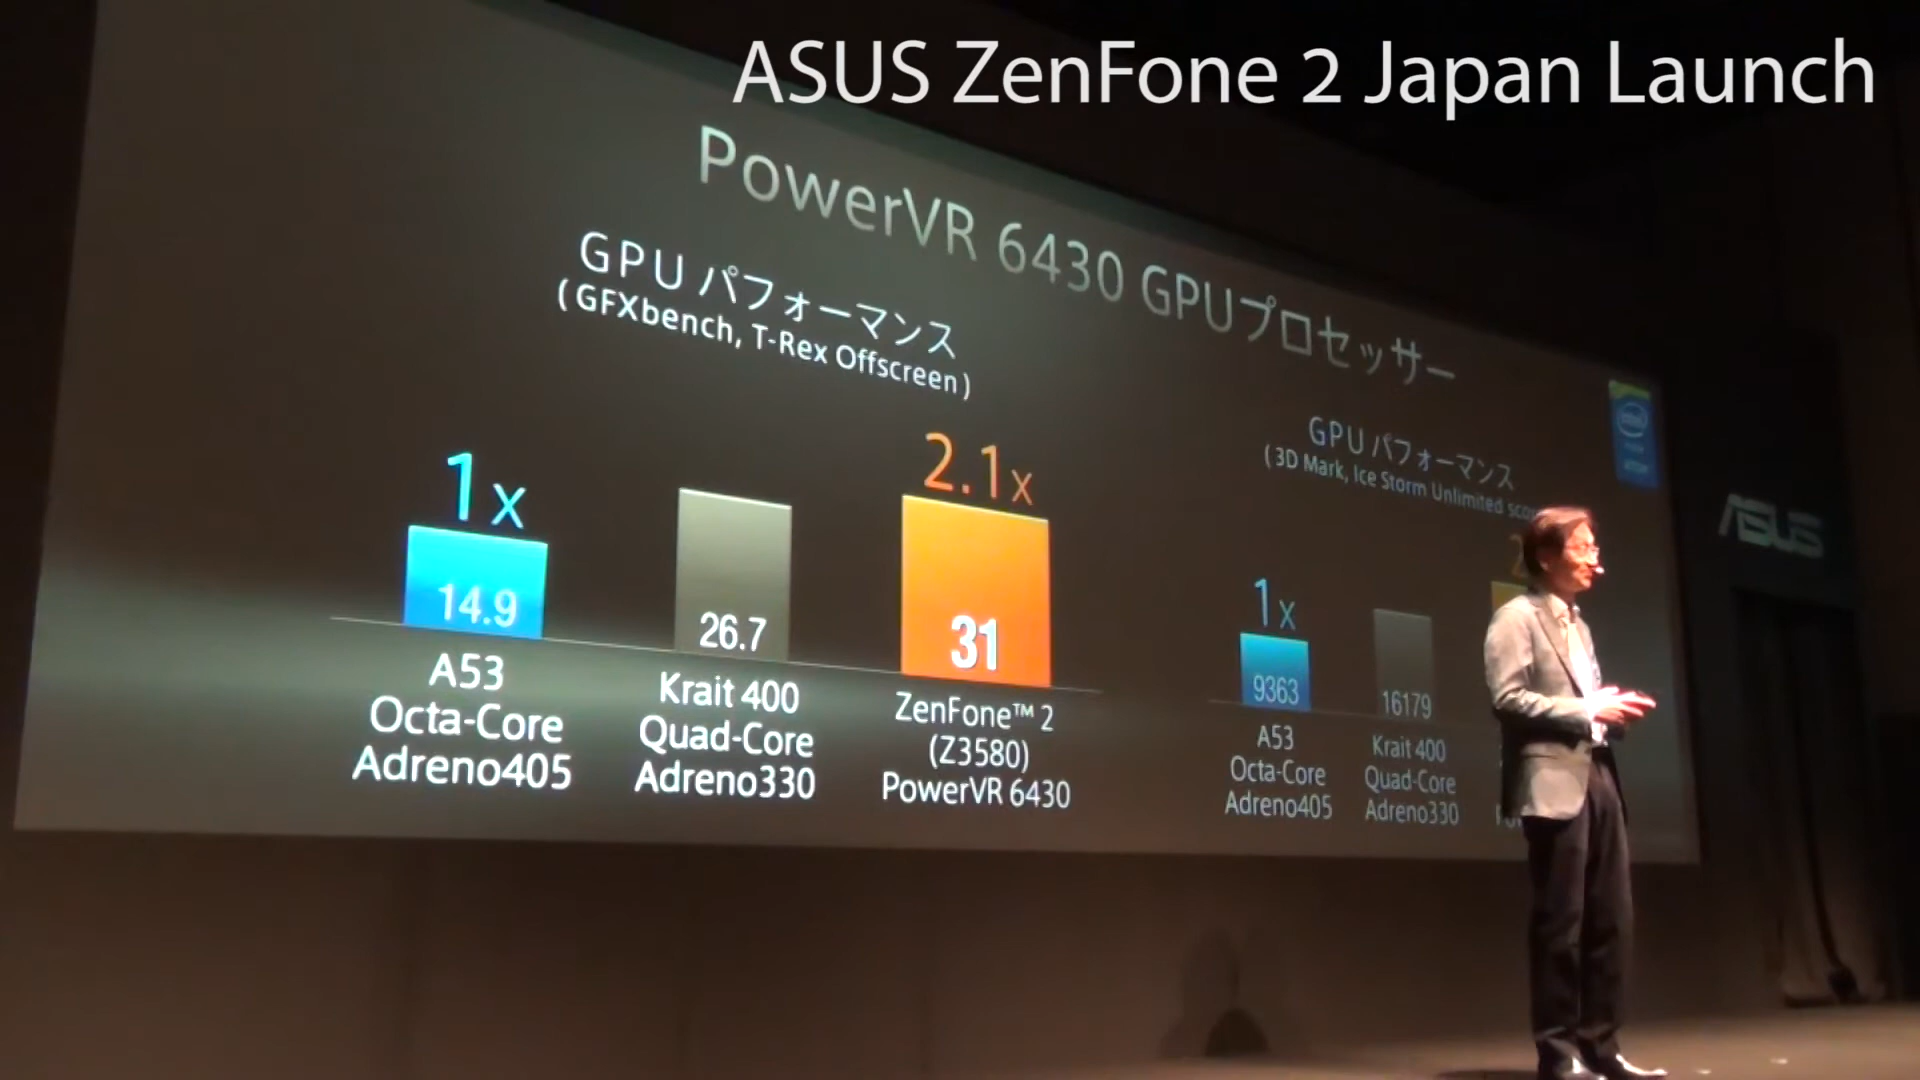 ASUS ZenFone 2 Japan Launch
PowerVR 6430 GPUプロセッサー
GPU パフォーマンス
(GFXbench, T-Rex Offscreen)
1x
2.1x
14.9
26.7
31
A53
Octa-Core
Adreno405
Krait 400
Quad-Core
Adreno330
ZenFone™ 2
(Z3580)
PowerVR 6430
GPU パフォーマンス
(3D Mark, Ice Storm Unlimited
1x
9363
16179
A53
Octa-Core
Adreno405
Krait 400
Quad-Core
Adreno330
intel
ASUS